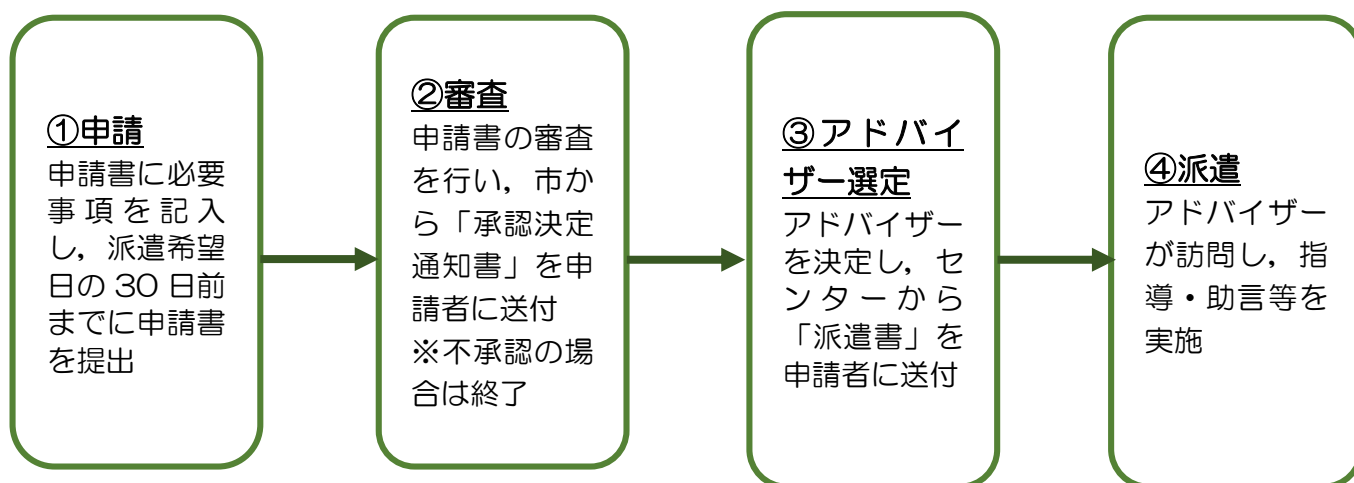 ①申請
申請書に必要
事項を記入
し，派遣希望
日の 30 日前
までに申請書
を提出
②審査
申請書の審査
を行い，市か
ら「承認決定
通知書」を申
請者に送付
※不承認の場
合は終了
③アドバイ
ザー選定
アドバイザー
を決定し，セ
ンターから
「派遣書」を
申請者に送付
④派遣
アドバイザー
が訪問し，指
導・助言等を
実施